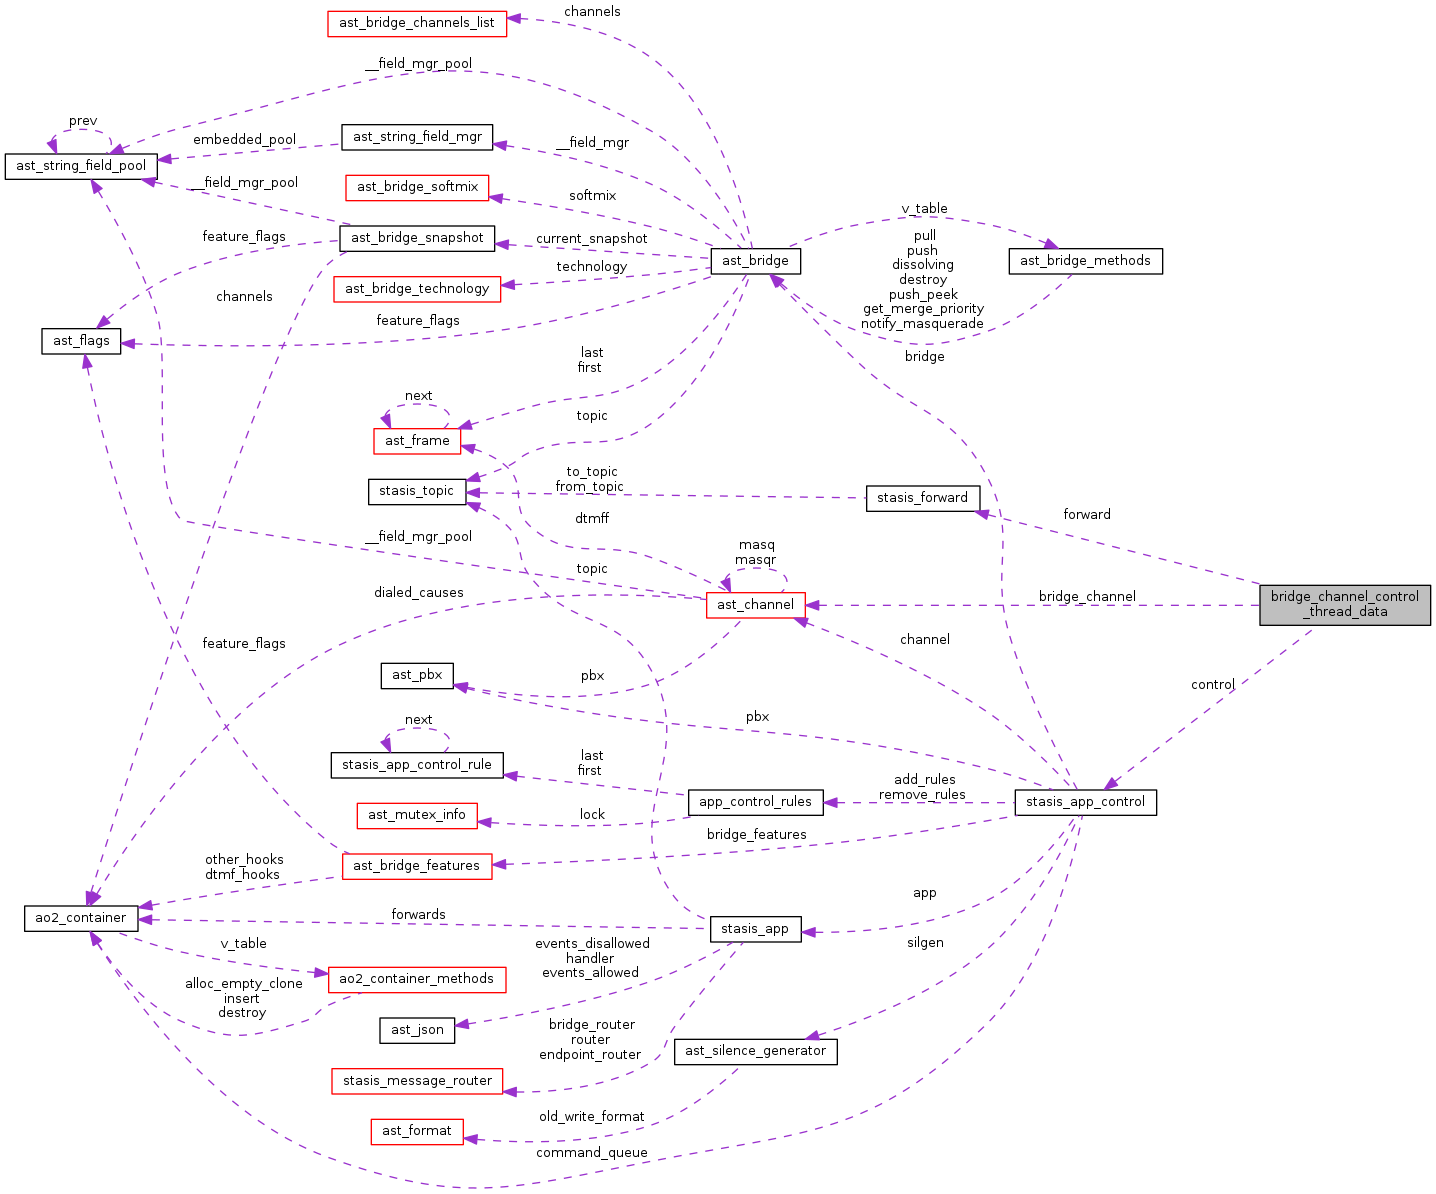 channels
ast_bridge_channels_list
__field_mgr_pool
prev
ast_string_field_mgr
embedded_pool
__field_mgr
ast_string_field_pool
ast_bridge_softmix
__field_mgr_pool
softmix
v_table
feature_flags
ast_bridge_snapshot
current_snapshot
pull
push
dissolving
destroy
push_peek
get_merge_priority
notify_masquerade
ast_bridge
ast_bridge_methods
technology
ast_bridge_technology
channels
feature_flags
ast_flags
last
first
bridge
next
topic
ast_frame
to_topic
from_topic
stasis_topic
stasis_forward
forward
dtmff
__field_mgr_pool
masq
masqr
topic
dialed_causes
ast_channel
bridge_channel
bridge_channel_control
_thread_data
feature_flags
channel
ast_pbx
pbx
control
next
pbx
stasis_app_control_rule
last
first
add_rules
remove_rules
app_control_rules
stasis_app_control
ast_mutex_info
lock
bridge_features
other_hooks
dtmf_hooks
ast_bridge_features
app
ao2_container
forwards
stasis_app
v_table
events_disallowed
handler
events_allowed
silgen
ao2_container_methods
alloc_empty_clone
insert
destroy
ast_json
bridge_router
router
endpoint_router
ast_silence_generator
stasis_message_router
old_write_format
ast_format
command_queue